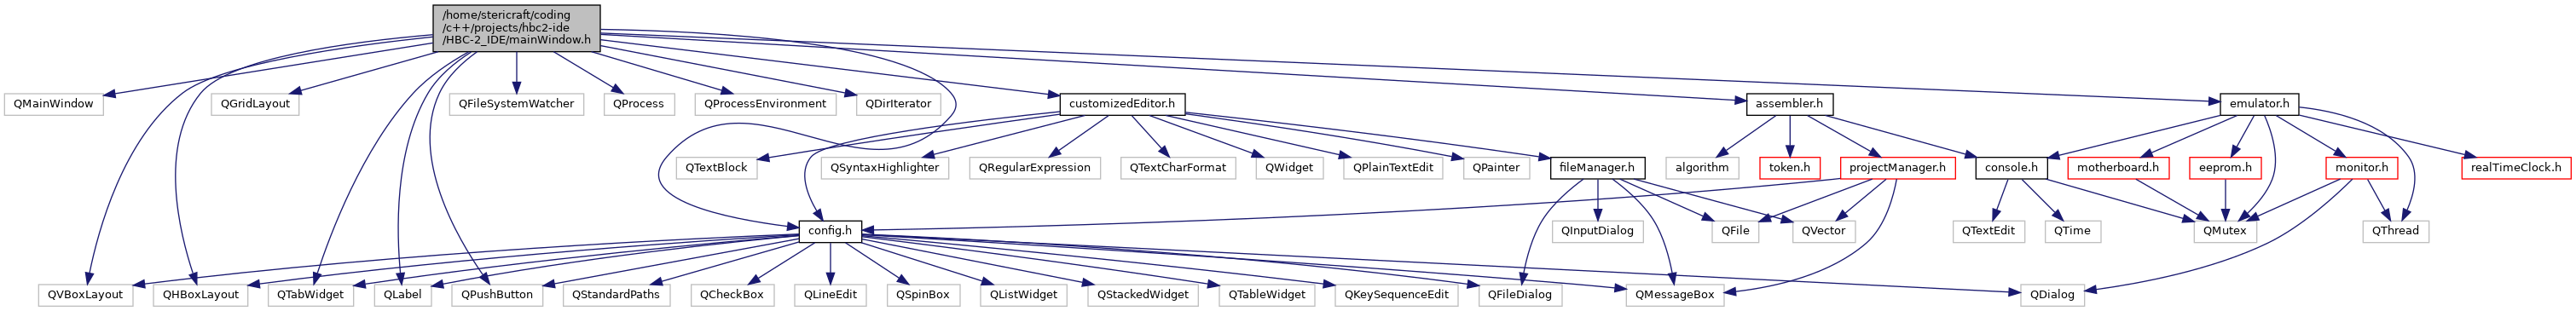 /home/stericraft/coding
/c++/projects/hbc2-ide
/HBC-2_IDE/mainWindow.h
QMainWindow
QGridLayout
QFileSystemWatcher
QProcess
QProcessEnvironment
QDirIterator
customizedEditor.h
assembler.h
emulator.h
QTextBlock
QSyntaxHighlighter
QRegularExpression
QTextCharFormat
QWidget
QPlainTextEdit
QPainter
fileManager.h
algorithm
token.h
projectManager.h
console.h
motherboard.h
eeprom.h
monitor.h
realTimeClock.h
config.h
QInputDialog
QFile
QVector
QTextEdit
QTime
QMutex
QThread
QVBoxLayout
QHBoxLayout
QTabWidget
QLabel
QPushButton
QStandardPaths
QCheckBox
QLineEdit
QSpinBox
QListWidget
QStackedWidget
QTableWidget
QKeySequenceEdit
QFileDialog
QMessageBox
QDialog